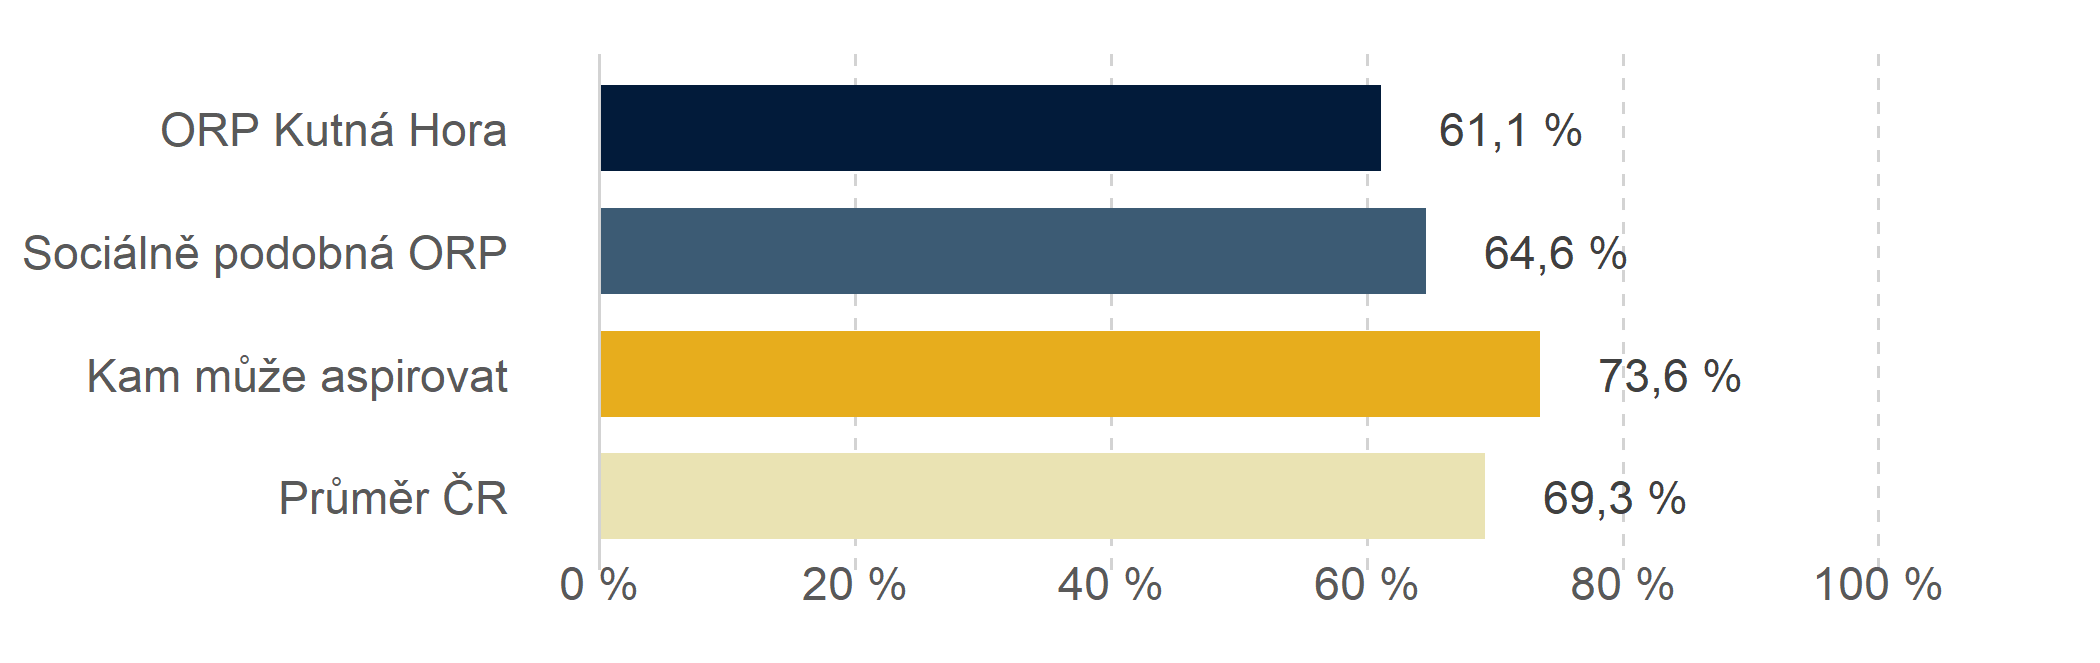 ORP Kutná Hora 61,1 %
Sociálně podobná ORP 64,6 %
Kam může aspirovat 73,6 %
Průměr ČR 69,3 %
0 % 20 % 40 % 60 % 80 % 100 %